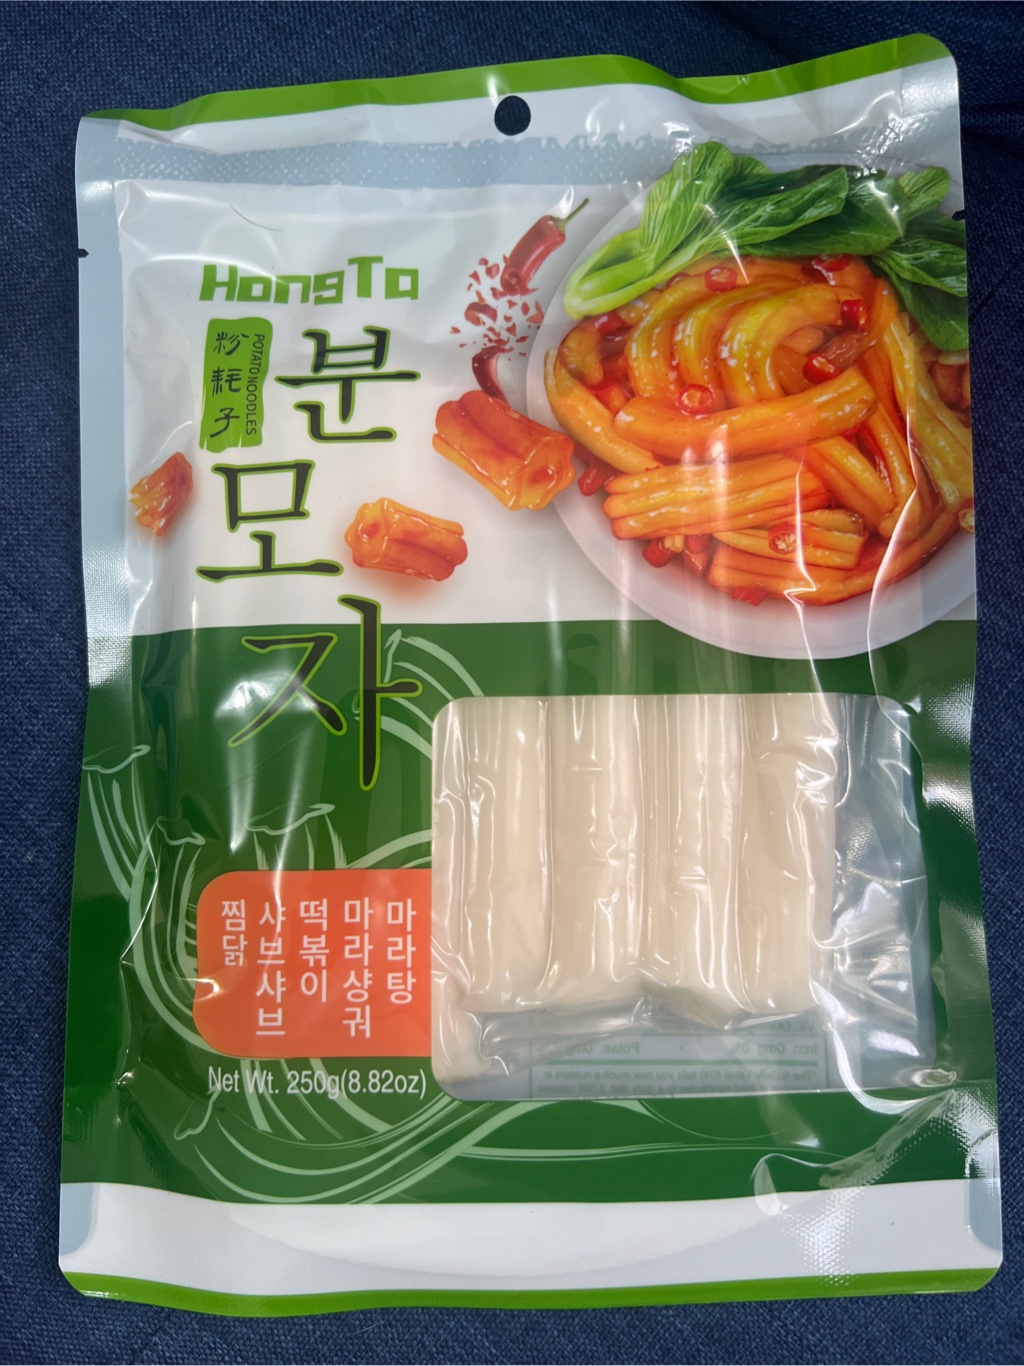 HongTa
粉耗子
POTATO NOODLES
분모자
마라탕
마라샹궈
떡볶이
샤브샤브
찜닭
Net Wt. 250g(8.82oz)